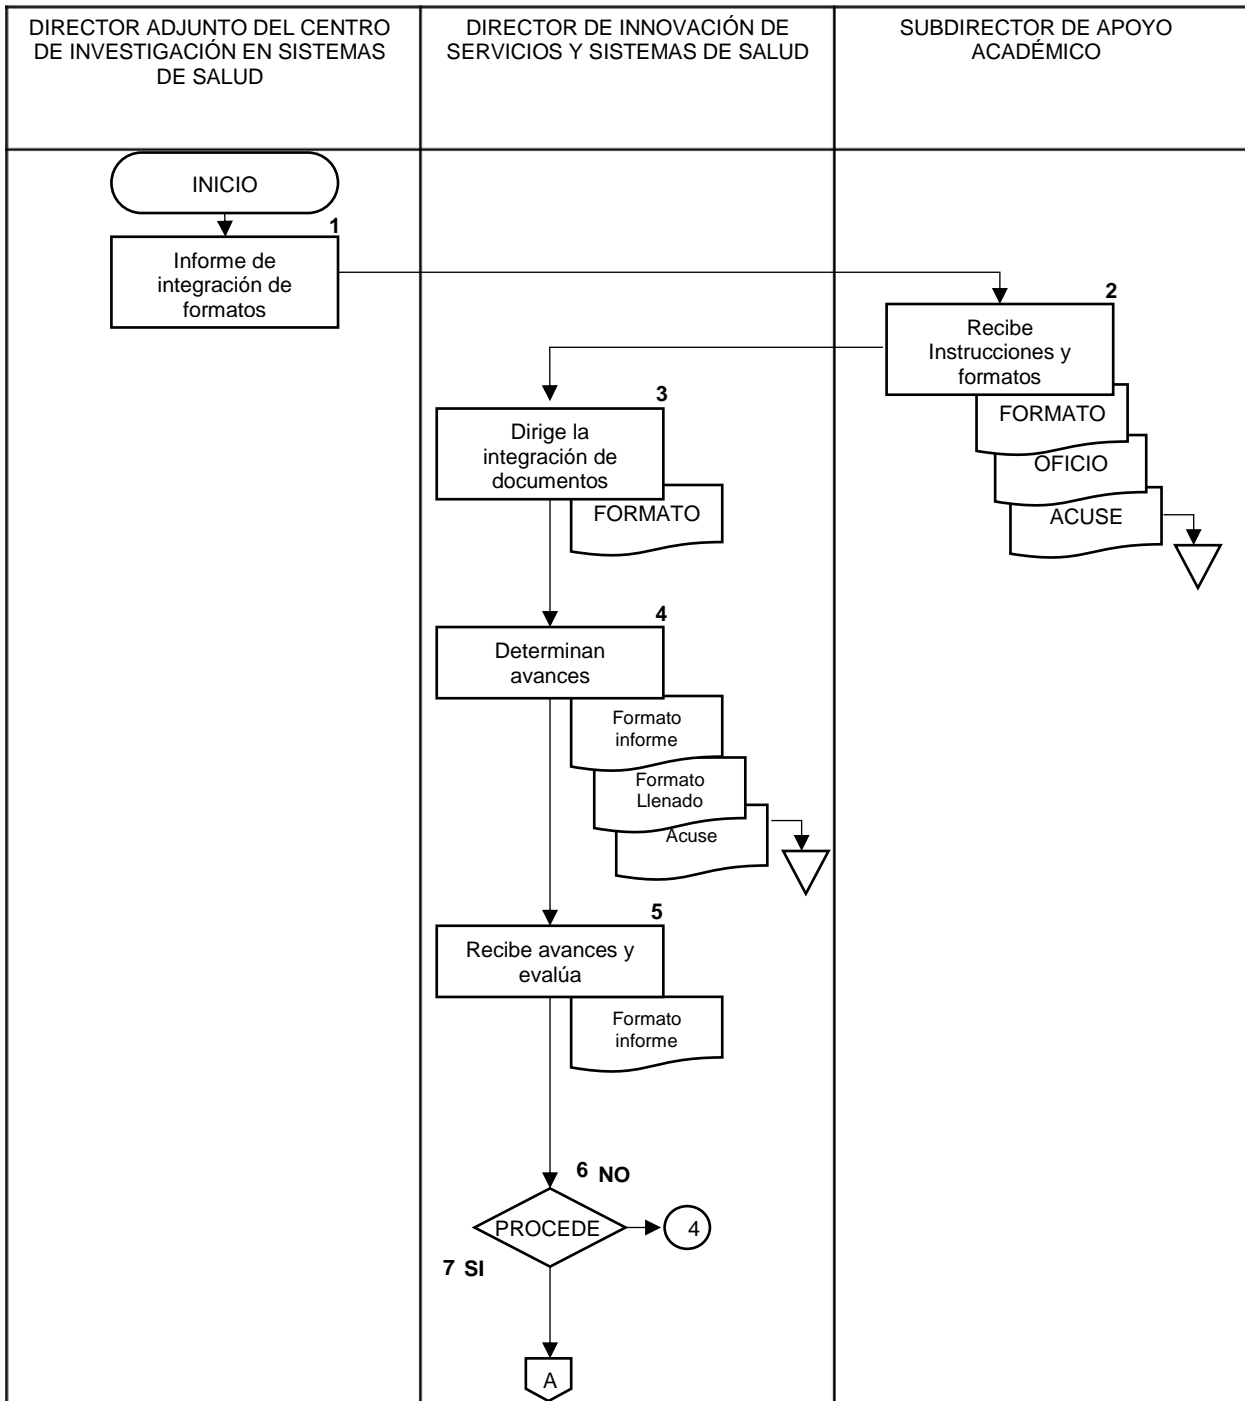 DIRECTOR ADJUNTO DEL CENTRO
DE INVESTIGACIÓN EN SISTEMAS
DE SALUD
DIRECTOR DE INNOVACIÓN DE
SERVICIOS Y SISTEMAS DE SALUD
SUBDIRECTOR DE APOYO
ACADÉMICO
INICIO
1
Informe de
integración de
formatos
2
Recibe
Instrucciones y
formatos
FORMATO
OFICIO
ACUSE
3
Dirige la
integración de
documentos
FORMATO
4
Determinan
avances
Formato
informe
Formato
Llenado
Acuse
5
Recibe avances y
evalúa
Formato
informe
6 NO
PROCEDE
4
7 SI
A